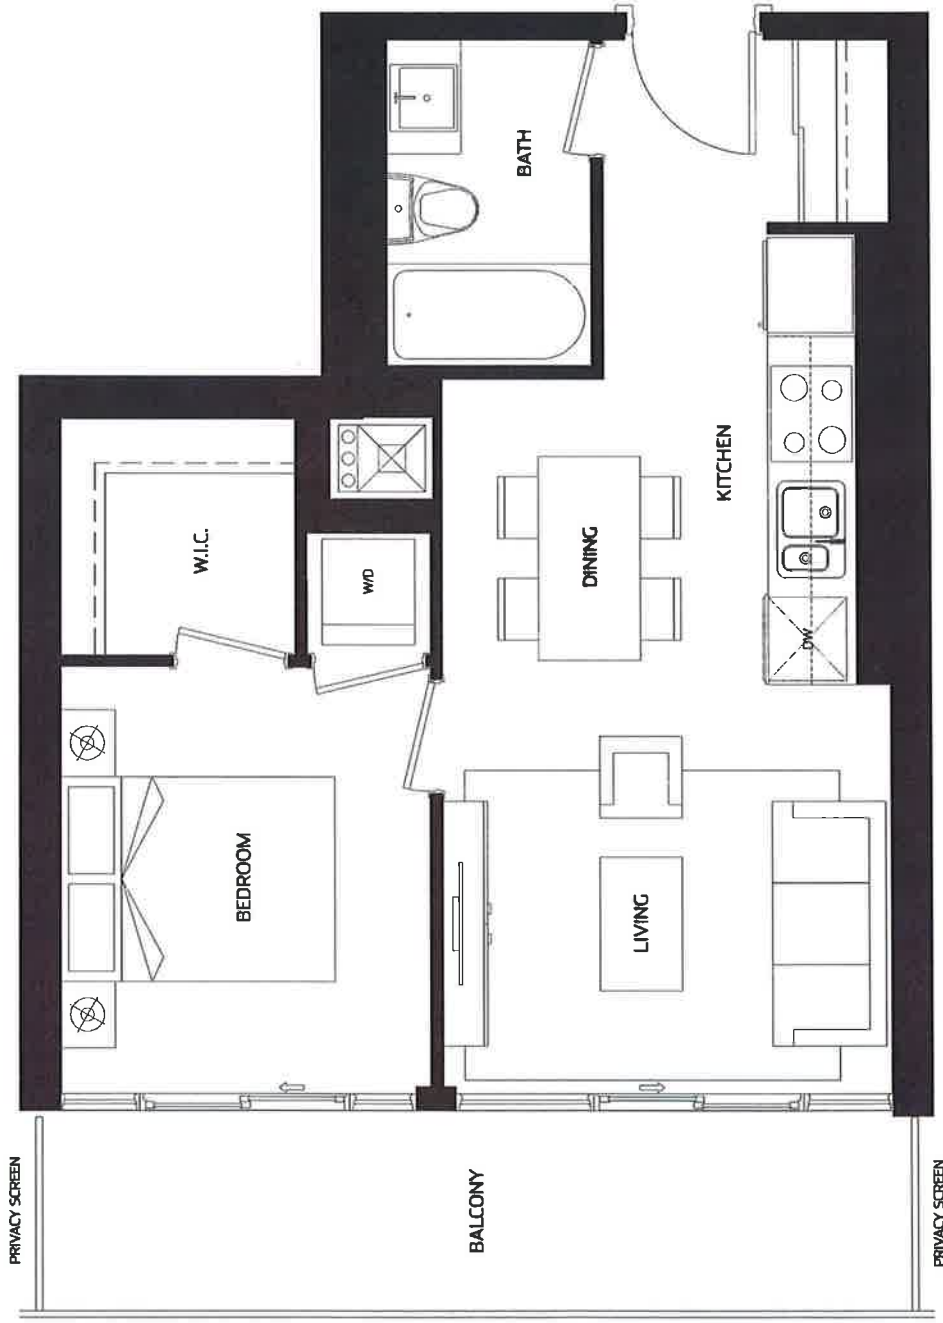 BATH
W.I.C.
KITCHEN
DINING
W/D
DW
BEDROOM
LIVING
PRIVACY SCREEN
BALCONY
PRIVACY SCREEN